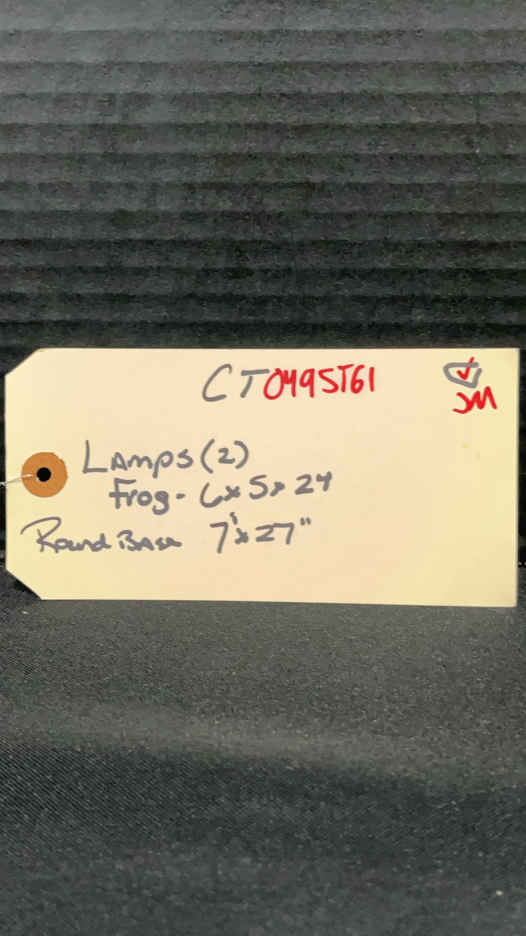 CT0495T61
JM
Lamps (2)
Frog - 6x5x24
Round Base 7"x27"